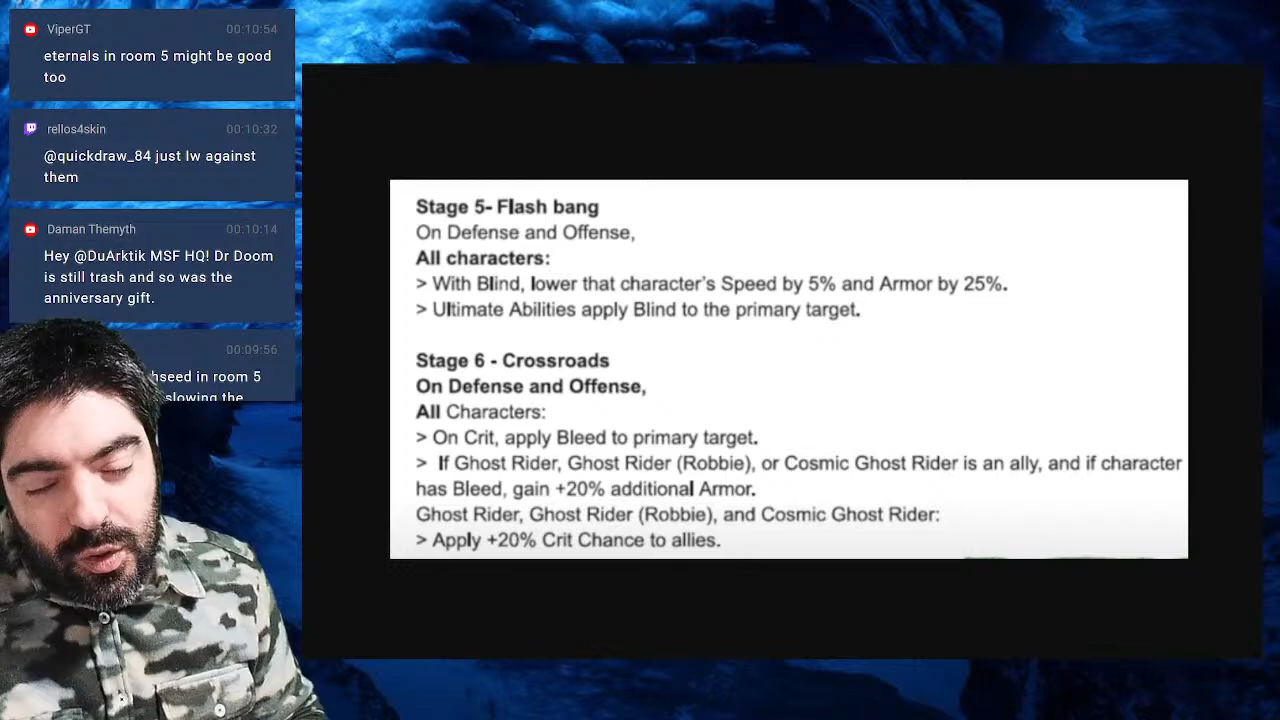 ViperGT 00:10:54
eternals in room 5 might be good
too
rellos4skin 00:10:32
@quickdraw_84 just lw against
them
Daman Themyth 00:10:14
Hey @DuArktik MSF HQ! Dr Doom
is still trash and so was the
anniversary gift.
00:09:56
in room 5
slowing the
Stage 5- Flash bang
On Defense and Offense,
All characters:
> With Blind, lower that character's Speed by 5% and Armor by 25%.
> Ultimate Abilities apply Blind to the primary target.
Stage 6 - Crossroads
On Defense and Offense,
All Characters:
> On Crit, apply Bleed to primary target.
> If Ghost Rider, Ghost Rider (Robbie), or Cosmic Ghost Rider is an ally, and if character
has Bleed, gain +20% additional Armor.
Ghost Rider, Ghost Rider (Robbie), and Cosmic Ghost Rider:
> Apply +20% Crit Chance to allies.